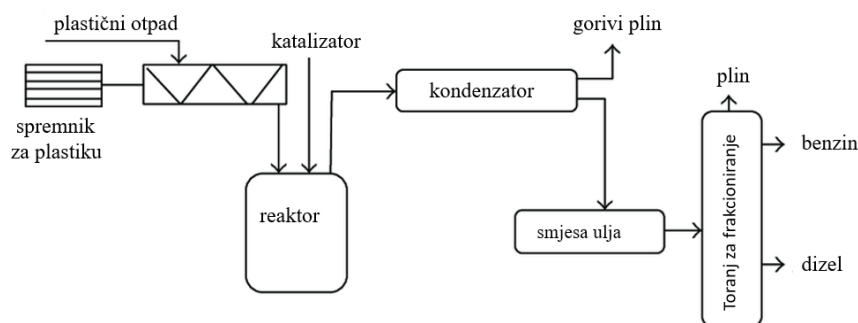 plastični otpad
spremnik
za plastiku
katalizator
reaktor
kondenzator
gorivi plin
smjesa ulja
Toranj za frakcioniranje
plin
benzin
dizel